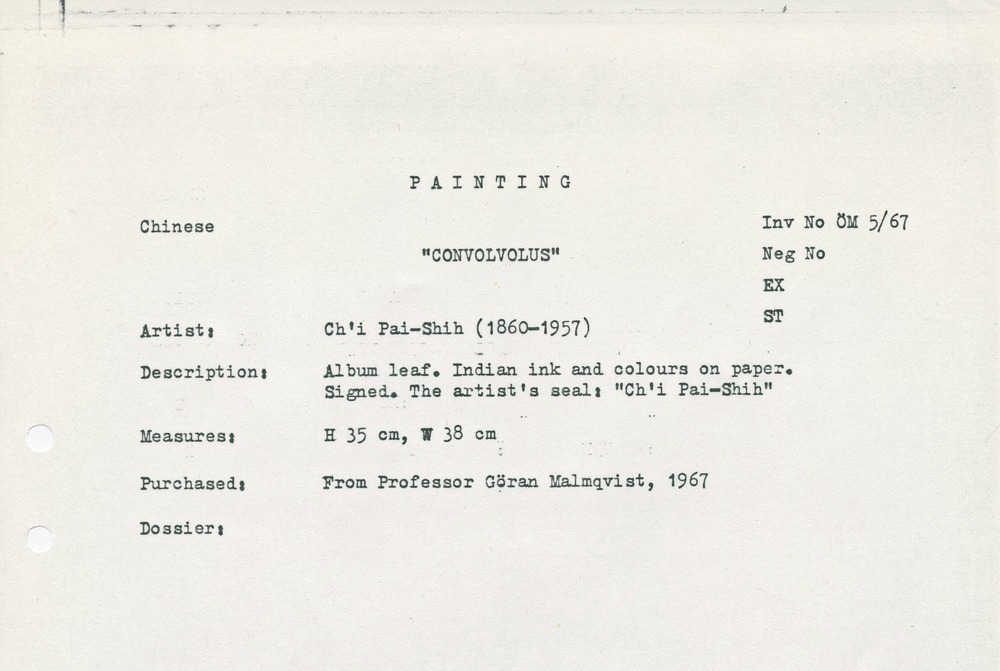 P A I N T I N G
Chinese
Inv No ÖM 5/67
"CONVOLVOLUS"
Neg No
EX
ST
Artist: Ch'i Pai-Shih (1860-1957)
Description: Album leaf. Indian ink and colours on paper.
Signed. The artist's seal: "Ch'i Pai-Shih"
Measures: H 35 cm, W 38 cm
Purchased: From Professor Göran Malmqvist, 1967
Dossier: